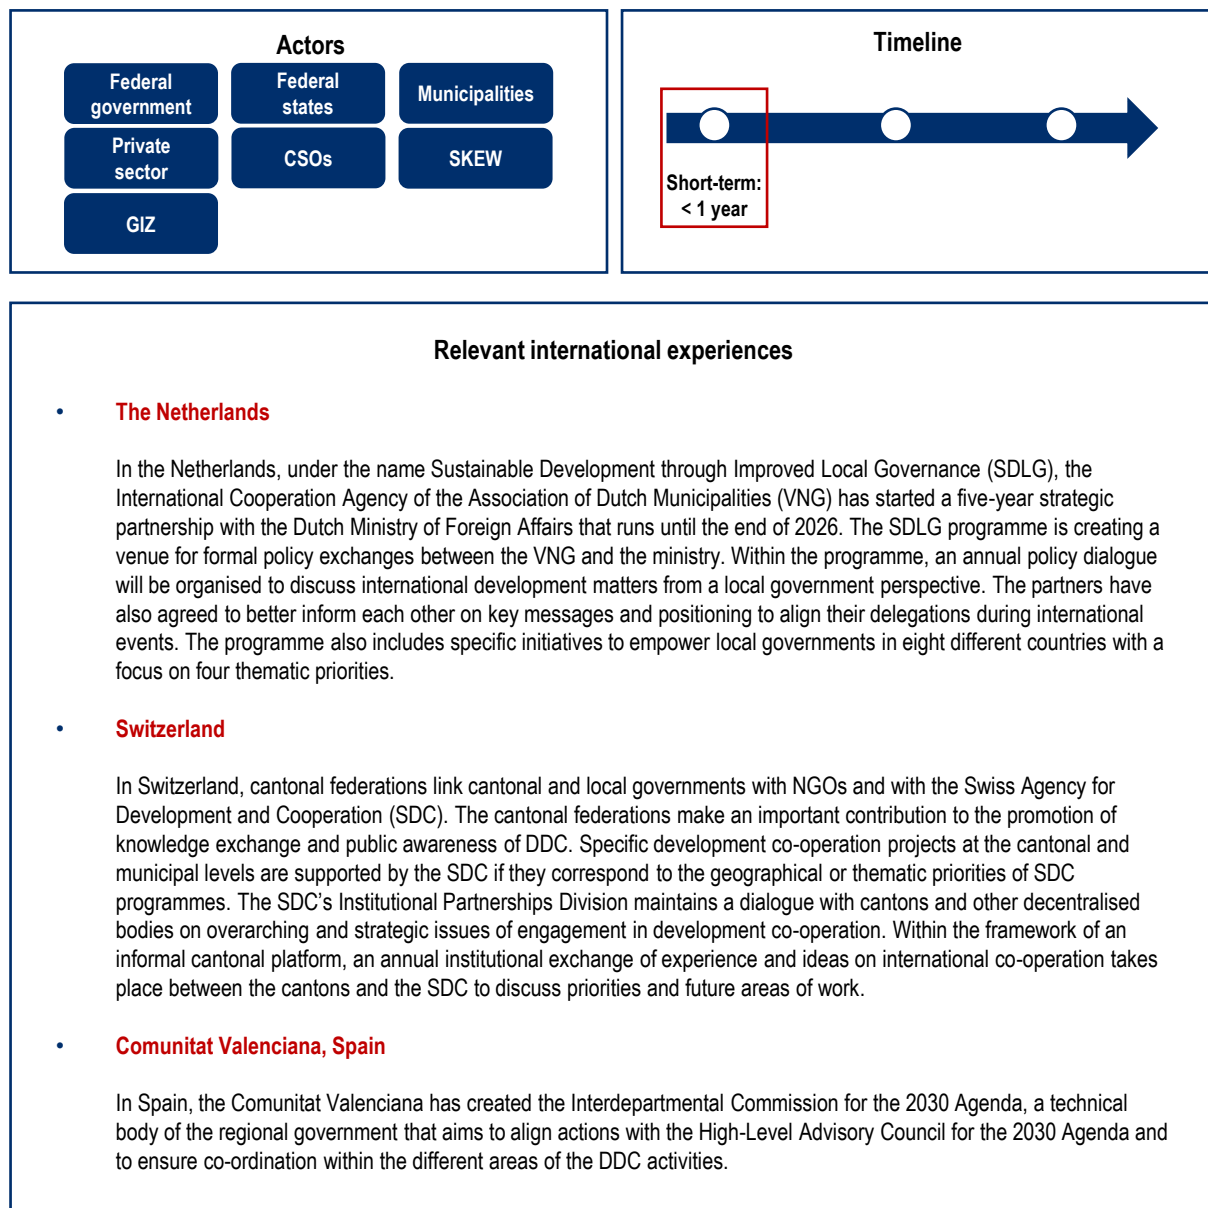 Actors
Federal
government
Federal
states
Municipalities
Private
sector
CSOs
SKEW
GIZ
Timeline
Short-term:
< 1 year
Relevant international experiences
• The Netherlands
In the Netherlands, under the name Sustainable Development through Improved Local Governance (SDLG), the
International Cooperation Agency of the Association of Dutch Municipalities (VNG) has started a five-year strategic
partnership with the Dutch Ministry of Foreign Affairs that runs until the end of 2026. The SDLG programme is creating a
venue for formal policy exchanges between the VNG and the ministry. Within the programme, an annual policy dialogue
will be organised to discuss international development matters from a local government perspective. The partners have
also agreed to better inform each other on key messages and positioning to align their delegations during international
events. The programme also includes specific initiatives to empower local governments in eight different countries with a
focus on four thematic priorities.
• Switzerland
In Switzerland, cantonal federations link cantonal and local governments with NGOs and with the Swiss Agency for
Development and Cooperation (SDC). The cantonal federations make an important contribution to the promotion of
knowledge exchange and public awareness of DDC. Specific development co-operation projects at the cantonal and
municipal levels are supported by the SDC if they correspond to the geographical or thematic priorities of SDC
programmes. The SDC's Institutional Partnerships Division maintains a dialogue with cantons and other decentralised
bodies on overarching and strategic issues of engagement in development co-operation. Within the framework of an
informal cantonal platform, an annual institutional exchange of experience and ideas on international co-operation takes
place between the cantons and the SDC to discuss priorities and future areas of work.
• Comunitat Valenciana, Spain
In Spain, the Comunitat Valenciana has created the Interdepartmental Commission for the 2030 Agenda, a technical
body of the regional government that aims to align actions with the High-Level Advisory Council for the 2030 Agenda and
to ensure co-ordination within the different areas of the DDC activities.